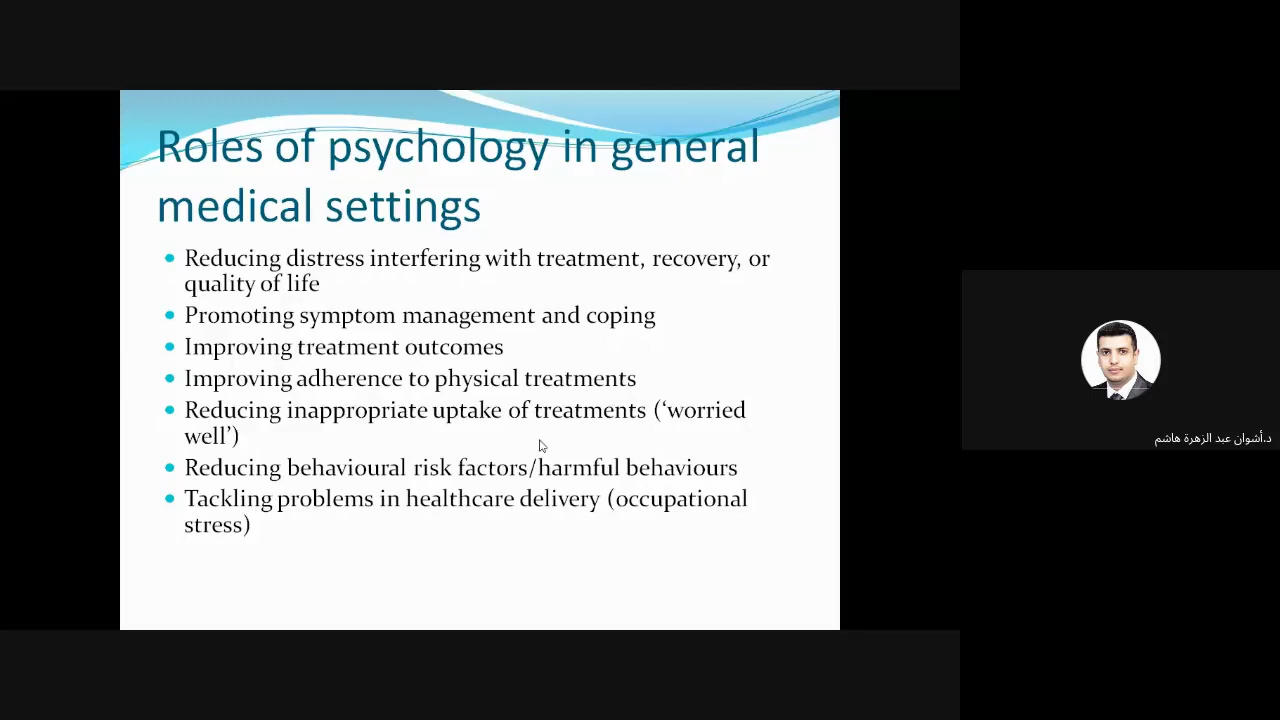 Roles of psychology in general
medical settings
Reducing distress interfering with treatment, recovery, or
quality of life
Promoting symptom management and coping
Improving treatment outcomes
Improving adherence to physical treatments
Reducing inappropriate uptake of treatments (‘worried
well’)
Reducing behavioural risk factors/harmful behaviours
Tackling problems in healthcare delivery (occupational
stress)
د.أشوان عبد الزهرة هاشم